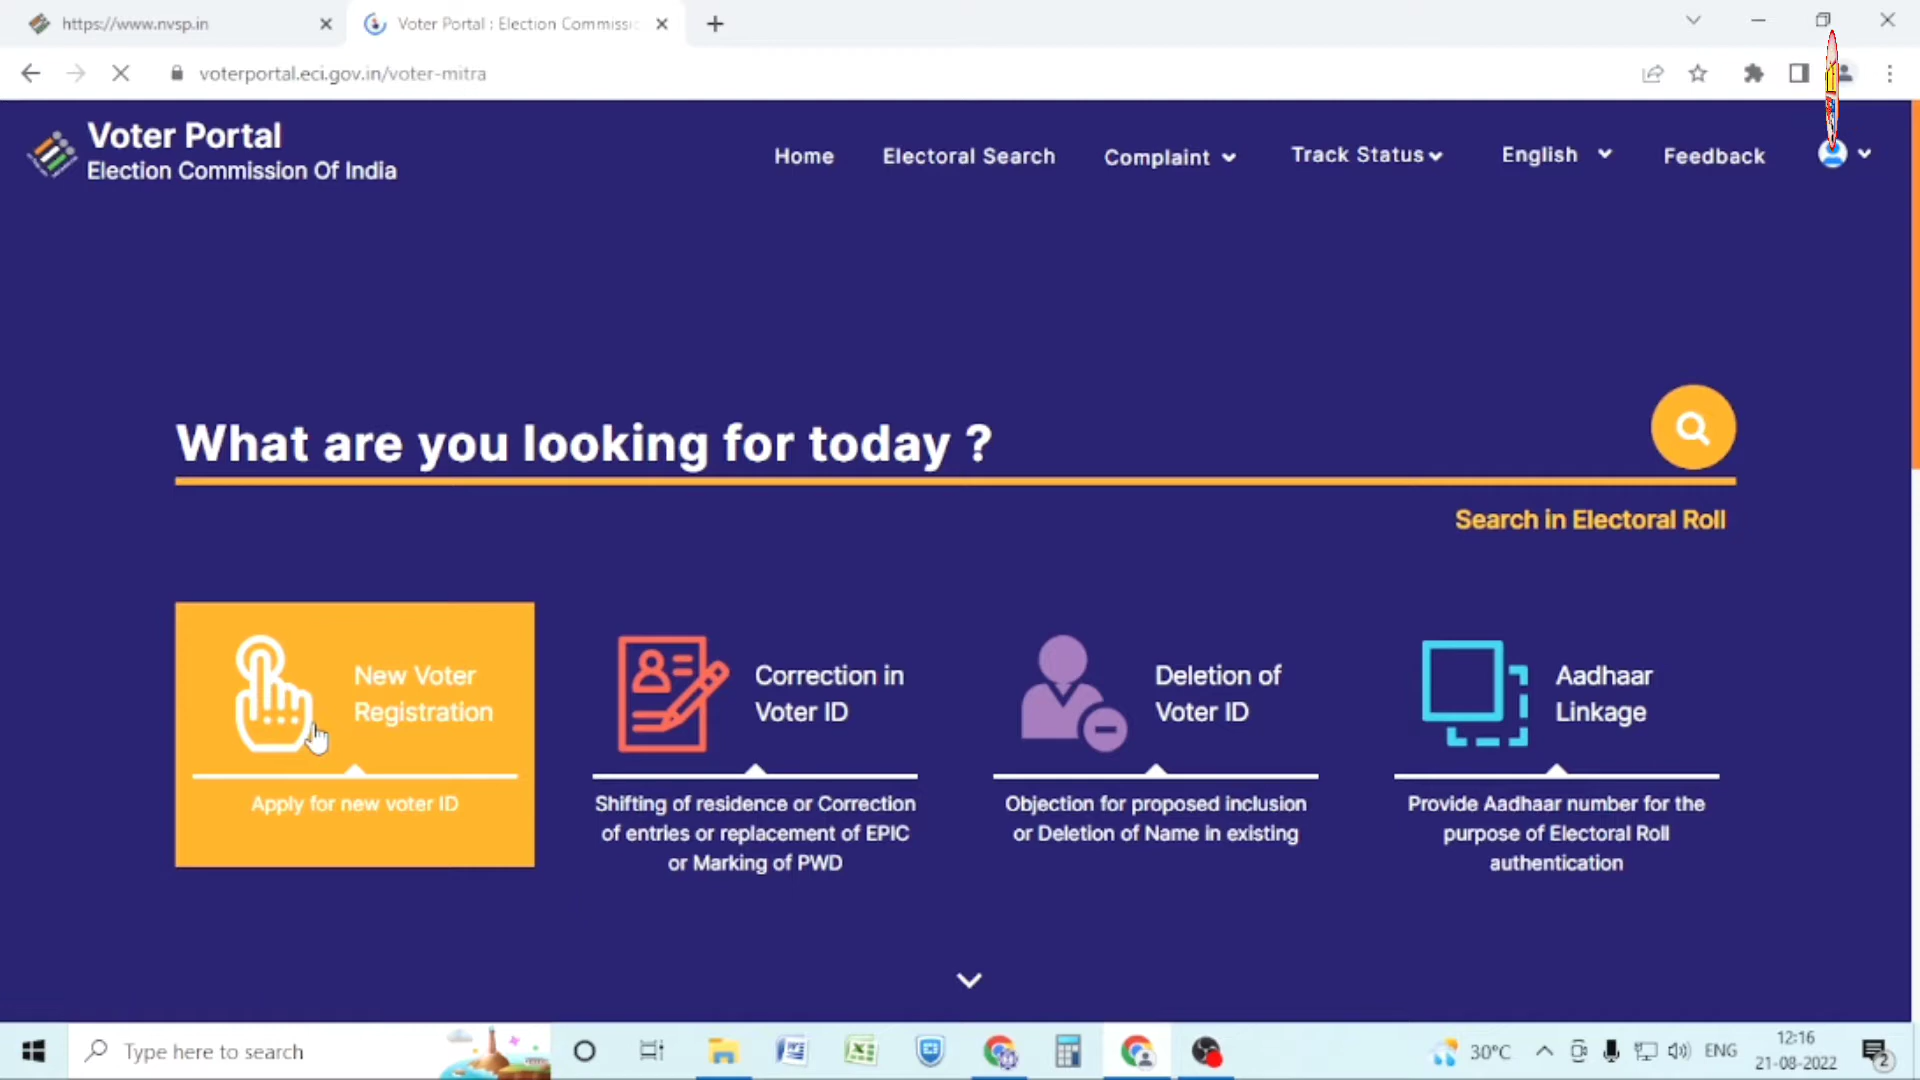 https://www.nvsp.in
Voter Portal : Election Commissi
voterportal.eci.gov.in/voter-mitra
Voter Portal
Election Commission Of India
Home
Electoral Search
Complaint
Track Status
English
Feedback
What are you looking for today ?
Search in Electoral Roll
New Voter
Registration
Apply for new voter ID
Correction in
Voter ID
Shifting of residence or Correction
of entries or replacement of EPIC
or Marking of PWD
Deletion of
Voter ID
Objection for proposed inclusion
or Deletion of Name in existing
Aadhaar
Linkage
Provide Aadhaar number for the
purpose of Electoral Roll
authentication
Type here to search
30°C
ENG
12:16
21-08-2022
2